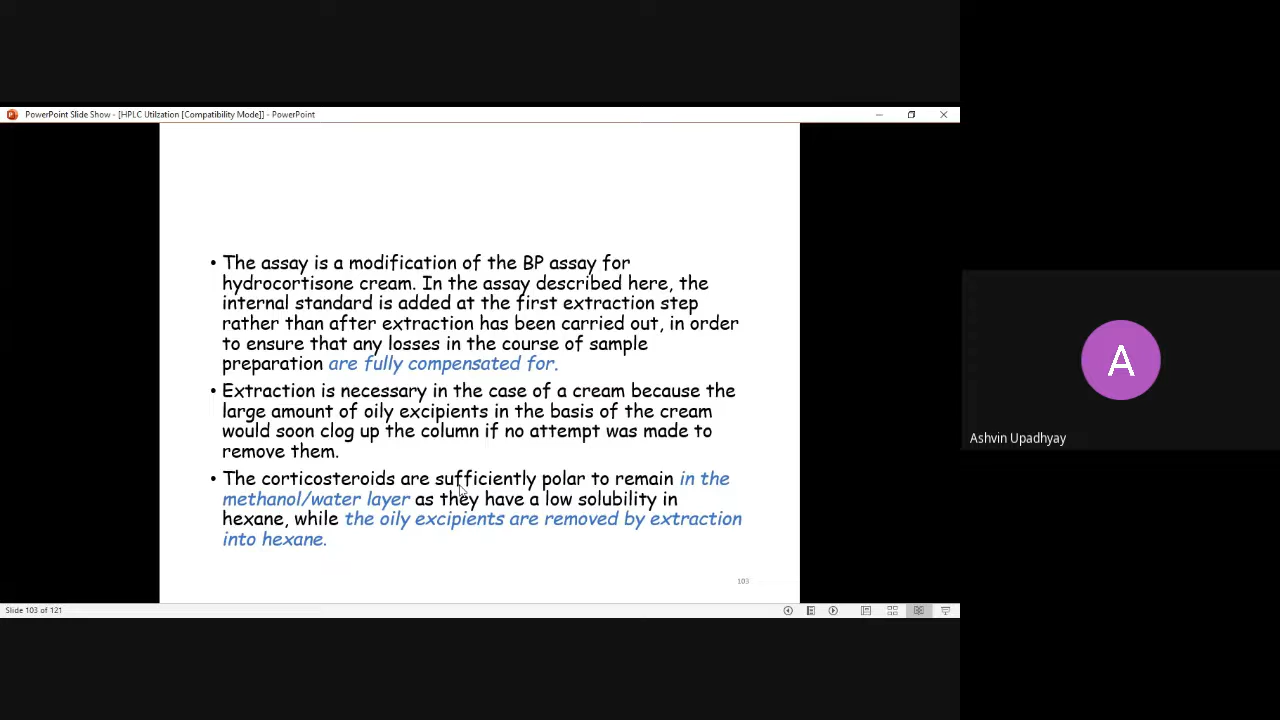 PowerPoint Slide Show - [HPLC Utilzation [Compatibility Mode]] - PowerPoint
• The assay is a modification of the BP assay for
hydrocortisone cream. In the assay described here, the
internal standard is added at the first extraction step
rather than after extraction has been carried out, in order
to ensure that any losses in the course of sample
preparation are fully compensated for.
• Extraction is necessary in the case of a cream because the
large amount of oily excipients in the basis of the cream
would soon clog up the column if no attempt was made to
remove them.
• The corticosteroids are sufficiently polar to remain in the
methanol/water layer as they have a low solubility in
hexane, while the oily excipients are removed by extraction
into hexane.
103
Slide 103 of 121
A
Ashvin Upadhyay